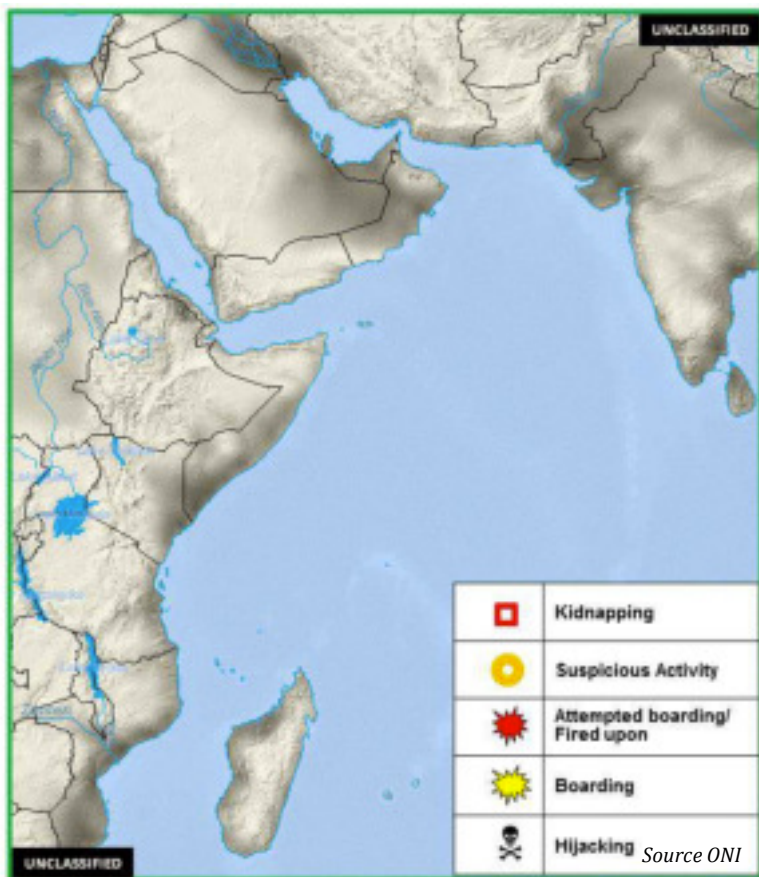 UNCLASSIFIED
Kidnapping
Suspicious Activity
Attempted boarding/
Fired upon
Boarding
Hijacking
Source ONI
UNCLASSIFIED